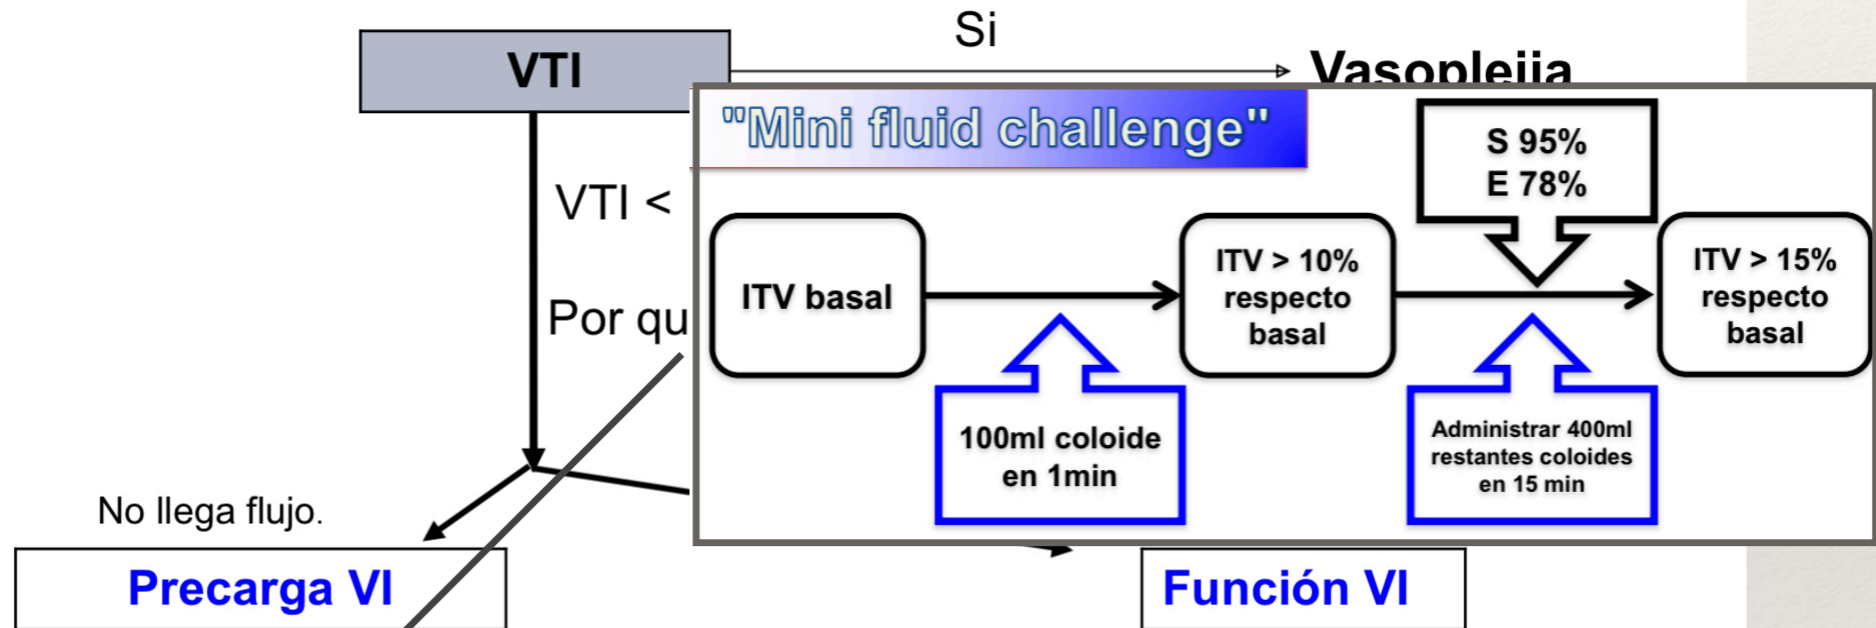 Si
VTI
Vasoplejia
"Mini fluid challenge"
S 95%
E 78%
VTI <
ITV basal
ITV > 10%
respecto
basal
ITV > 15%
respecto
basal
Por qu
100ml coloide
en 1min
Administrar 400ml
restantes coloides
en 15 min
No llega flujo.
Precarga VI
Función VI